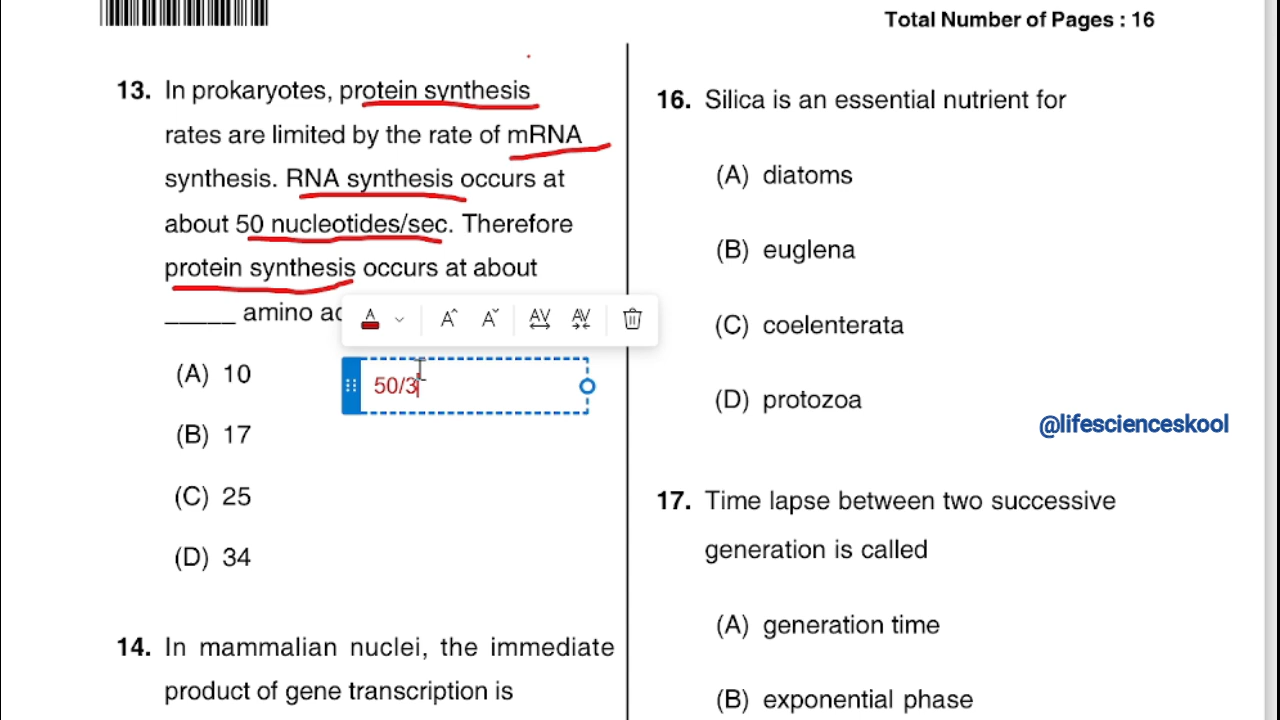 Total Number of Pages : 16
13. In prokaryotes, protein synthesis
rates are limited by the rate of mRNA
synthesis. RNA synthesis occurs at
about 50 nucleotides/sec. Therefore
protein synthesis occurs at about
_____ amino
(A) 10
50/3
(B) 17
(C) 25
(D) 34
14. In mammalian nuclei, the immediate
product of gene transcription is
16. Silica is an essential nutrient for
(A) diatoms
(B) euglena
(C) coelenterata
(D) protozoa
@lifescienceskool
17. Time lapse between two successive
generation is called
(A) generation time
(B) exponential phase